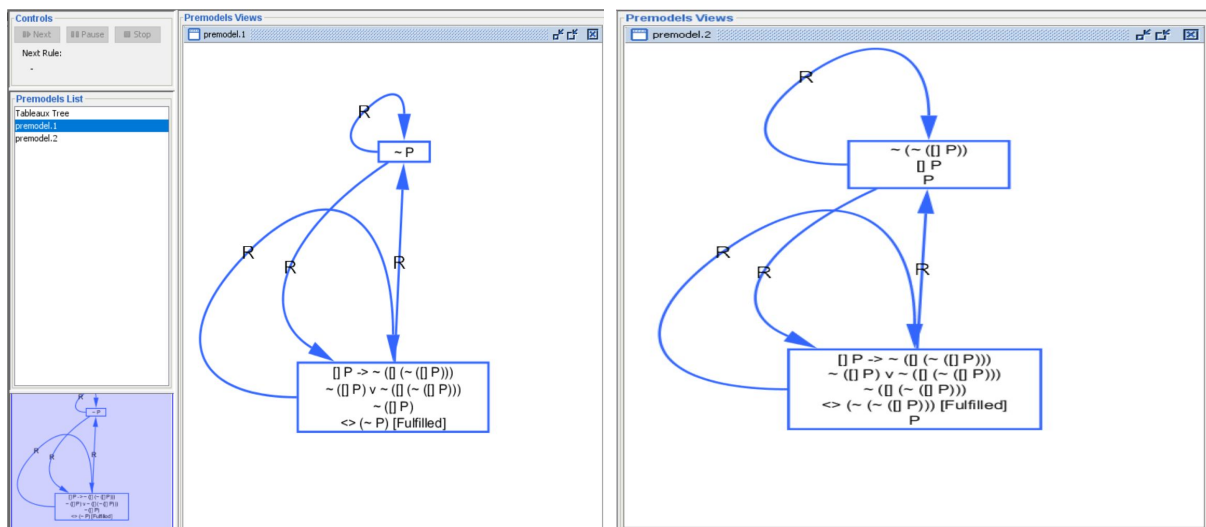 Controls
Next Pause Stop
Next Rule:
-
Premodels List
Tableaux Tree
premodel.1
premodel.2
R
~ P
R
R
R
[] P -> ~ ([] (~ ([] P)))
~ ([] P) v ~ ([] (~ ([] P)))
~ ([] P)
<> (~ P) [Fulfilled]
Premodels Views
premodel.1
R
~ P
R
R
R
[] P -> ~ ([] (~ ([] P)))
~ ([] P) v ~ ([] (~ ([] P)))
~ ([] P)
<> (~ P) [Fulfilled]
Premodels Views
premodel.2
R
~ (~ ([] P))
[] P
P
R
R
R
[] P -> ~ ([] (~ ([] P)))
~ ([] P) v ~ ([] (~ ([] P)))
~ ([] (~ ([] P)))
<> (~ (~ ([] P))) [Fulfilled]
P